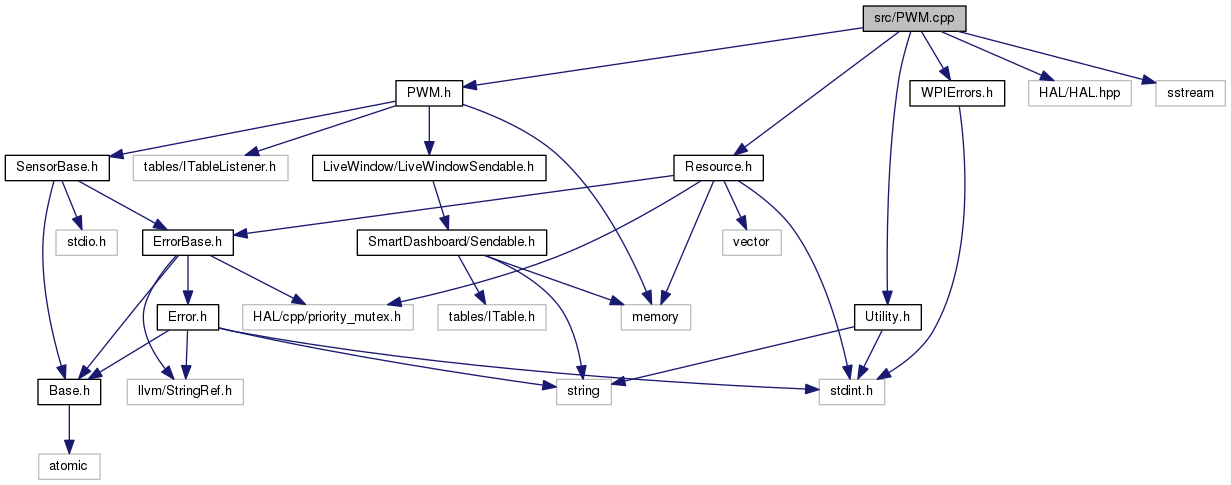 src/PWM.cpp
PWM.h
WPIErrors.h
HAL/HAL.hpp
sstream
SensorBase.h
tables/ITableListener.h
LiveWindow/LiveWindowSendable.h
Resource.h
stdio.h
ErrorBase.h
SmartDashboard/Sendable.h
vector
Error.h
HAL/cpp/priority_mutex.h
tables/ITable.h
memory
Utility.h
Base.h
llvm/StringRef.h
string
stdint.h
atomic